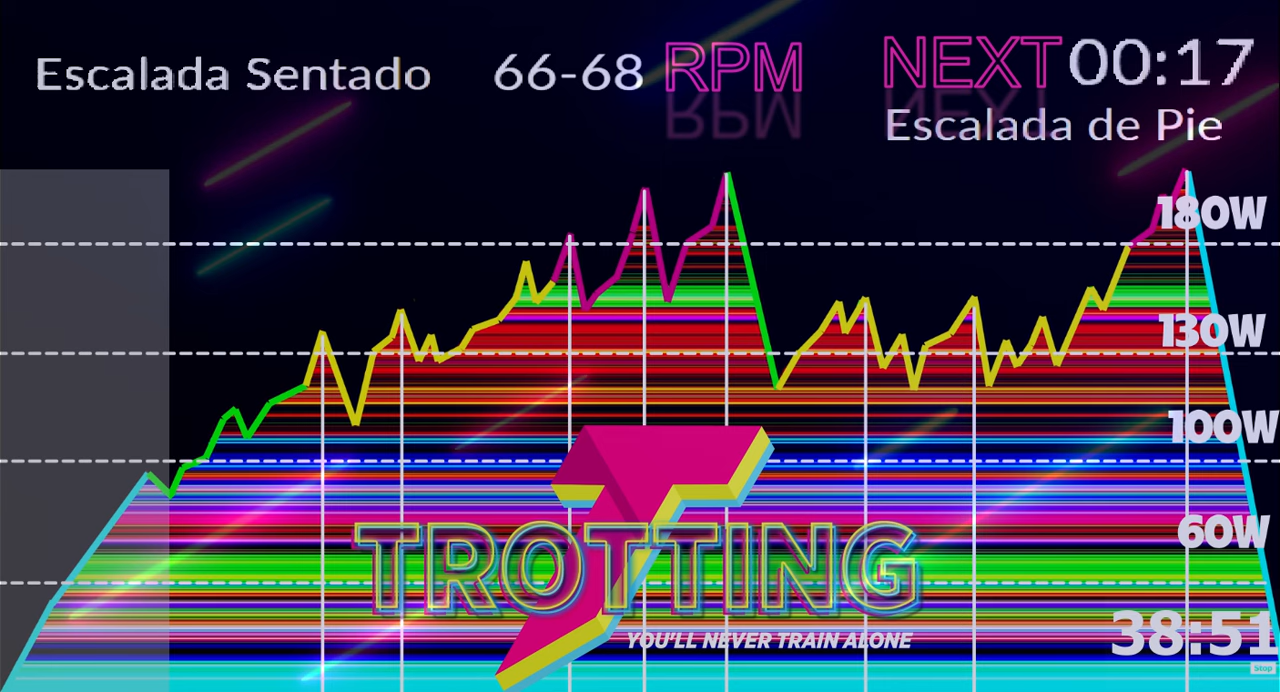 Escalada Sentado 66-68 RPM NEXT 00:17
Escalada de Pie
180W
130W
100W
60W
TROTTING
YOU'LL NEVER TRAIN ALONE
38:51
Stop